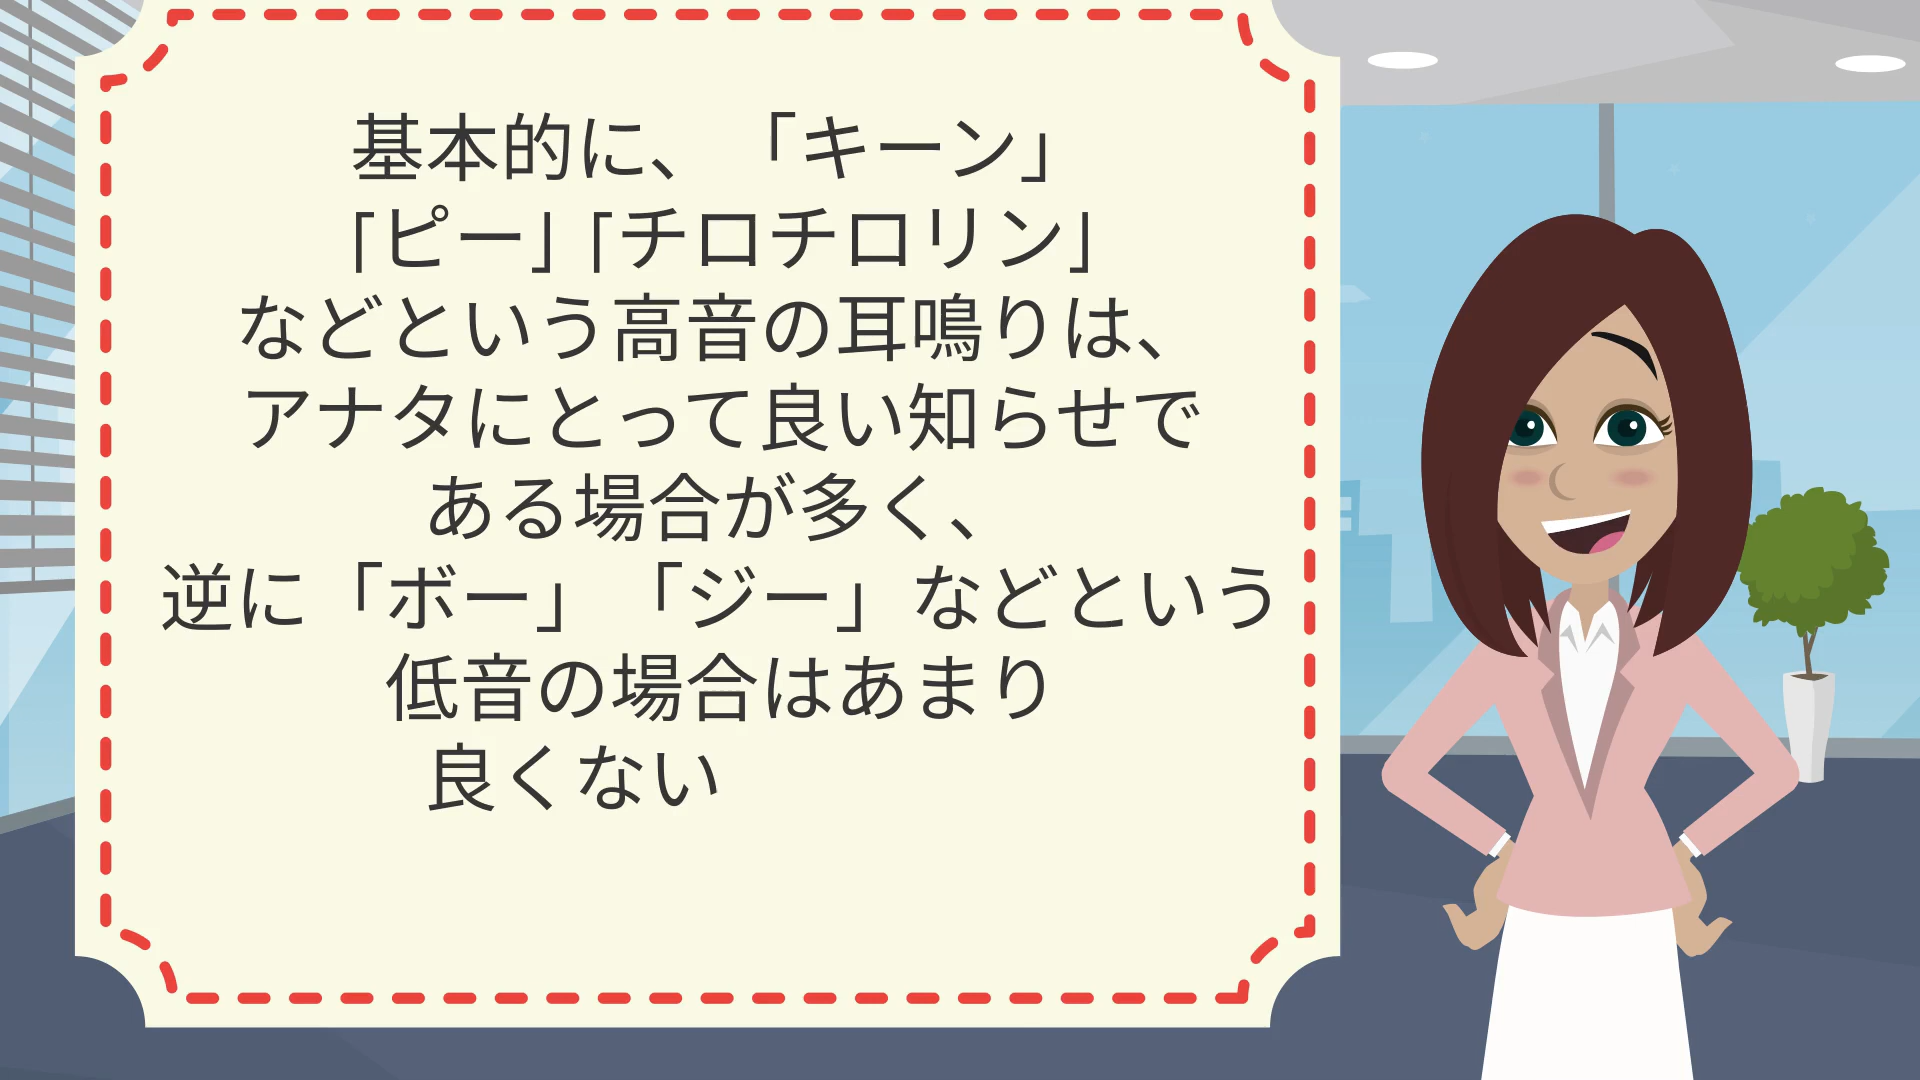 基本的に、「キーン」
｢ピー｣｢チロチロリン｣
などという高音の耳鳴りは、
アナタにとって良い知らせで
ある場合が多く、
逆に「ボー」「ジー」などという
低音の場合はあまり
良くない